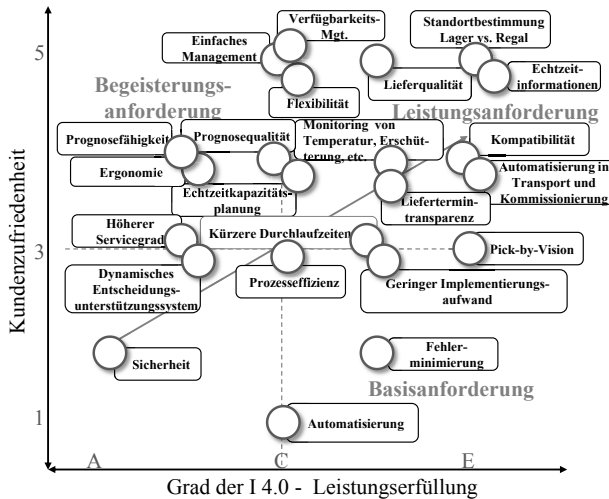 Kundenzufriedenheit
5
3
1
Verfügbarkeits-
Mgt.
Einfaches
Management
Flexibilität
Standortbestimmung
Lager vs. Regal
Lieferqualität
Echtzeit-
informationen
Begeisterungs-
anforderung
Leistungsanforderung
Prognosefähigkeit
Prognosequalität
Monitoring von
Temperatur, Erschüt-
terung, etc.
Kompatibilität
Ergonomie
Echtzeitkapazitäts-
planung
Liefertermin-
transparenz
Automatisierung in
Transport und
Kommissionierung
Höherer
Servicegrad
Kürzere Durchlaufzeiten
Pick-by-Vision
Dynamisches
Entscheidungs-
unterstützungssystem
Prozesseffizienz
Geringer Implementierungs-
aufwand
Sicherheit
Fehler-
minimierung
Basisanforderung
Automatisierung
A
C
E
Grad der I 4.0 - Leistungserfüllung